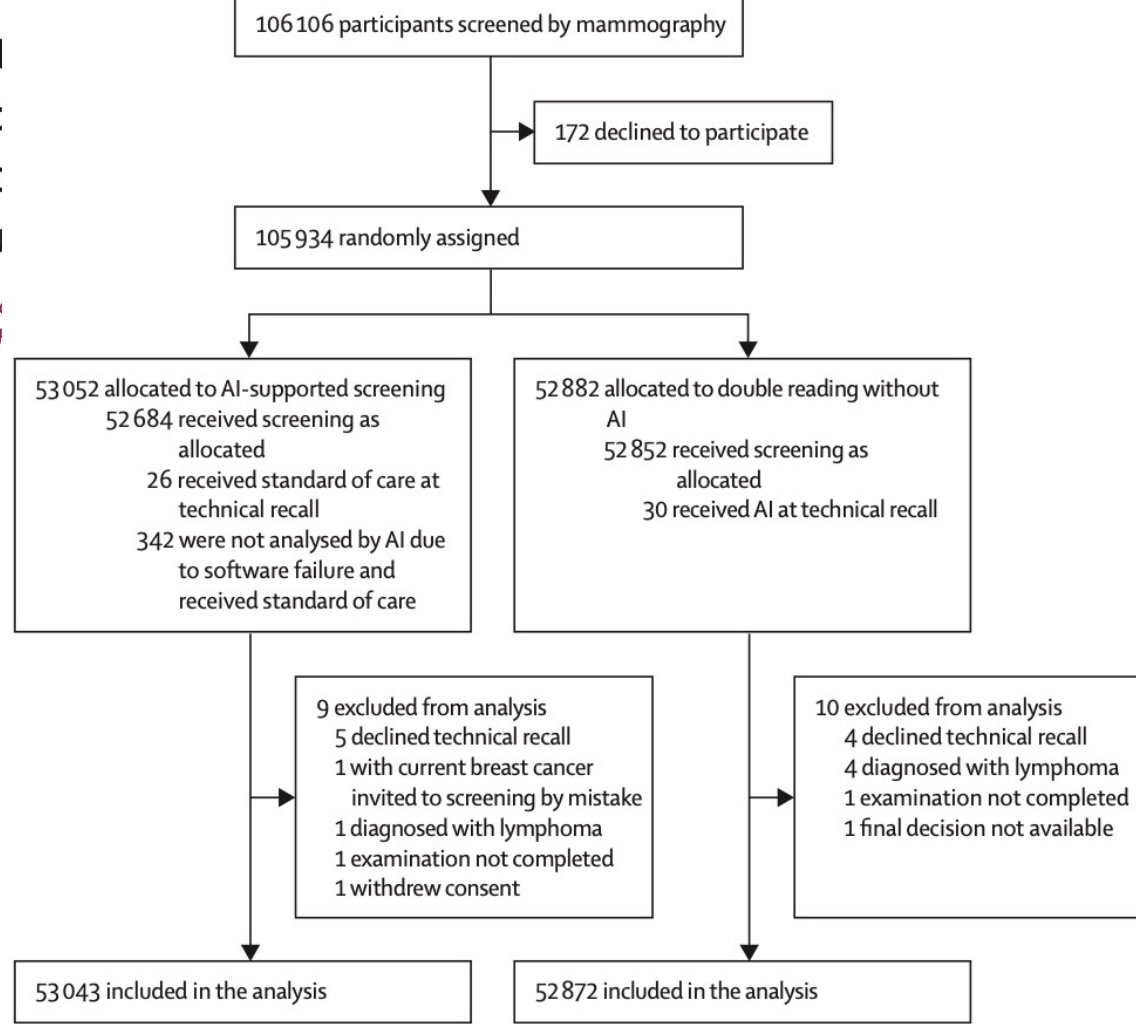 106 106 participants screened by mammography
172 declined to participate
105 934 randomly assigned
53 052 allocated to AI-supported screening
52 684 received screening as
allocated
26 received standard of care at
technical recall
342 were not analysed by AI due
to software failure and
received standard of care
52 882 allocated to double reading without
AI
52 852 received screening as
allocated
30 received AI at technical recall
9 excluded from analysis
5 declined technical recall
1 with current breast cancer
invited to screening by mistake
1 diagnosed with lymphoma
1 examination not completed
1 withdrew consent
10 excluded from analysis
4 declined technical recall
4 diagnosed with lymphoma
1 examination not completed
1 final decision not available
53 043 included in the analysis
52 872 included in the analysis